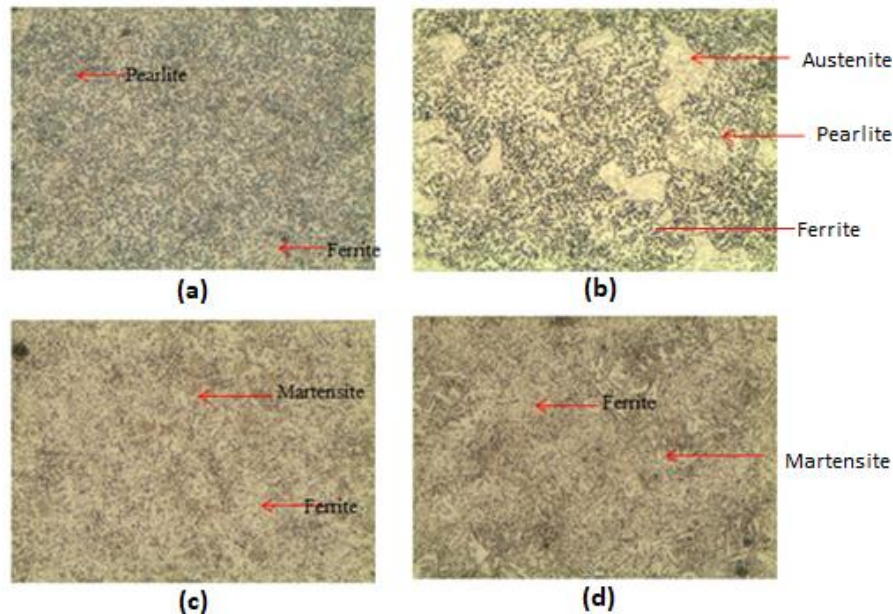 Pearlite
Ferrite
(a)
Austenite
Pearlite
Ferrite
(b)
Martensite
Ferrite
(c)
Ferrite
Martensite
(d)